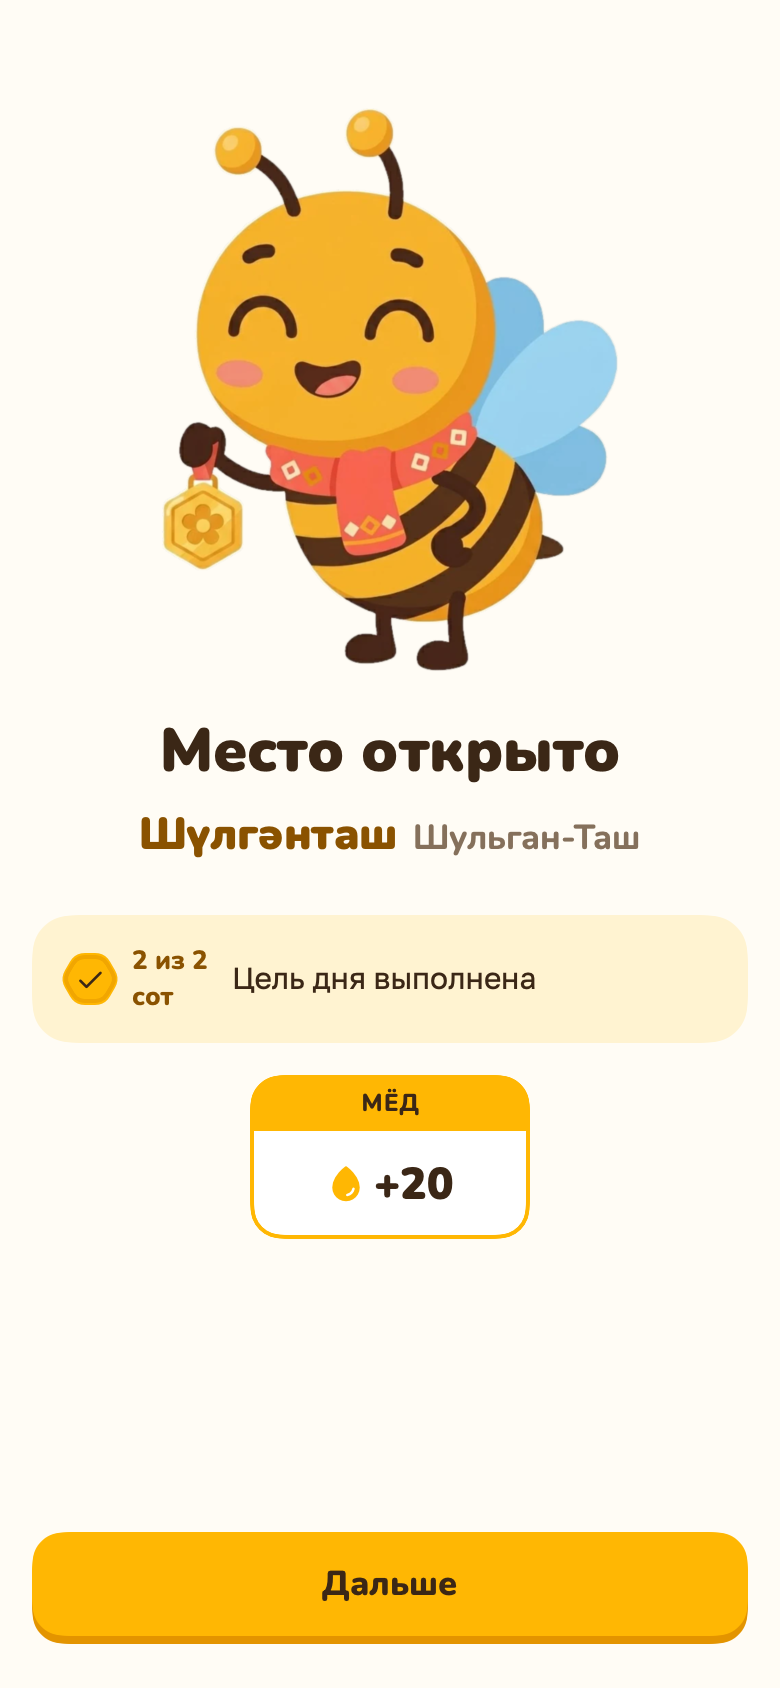 Место открыто
Шүлгәнташ Шульган-Таш
2 из 2
сот
Цель дня выполнена
МЁД
+20
Дальше